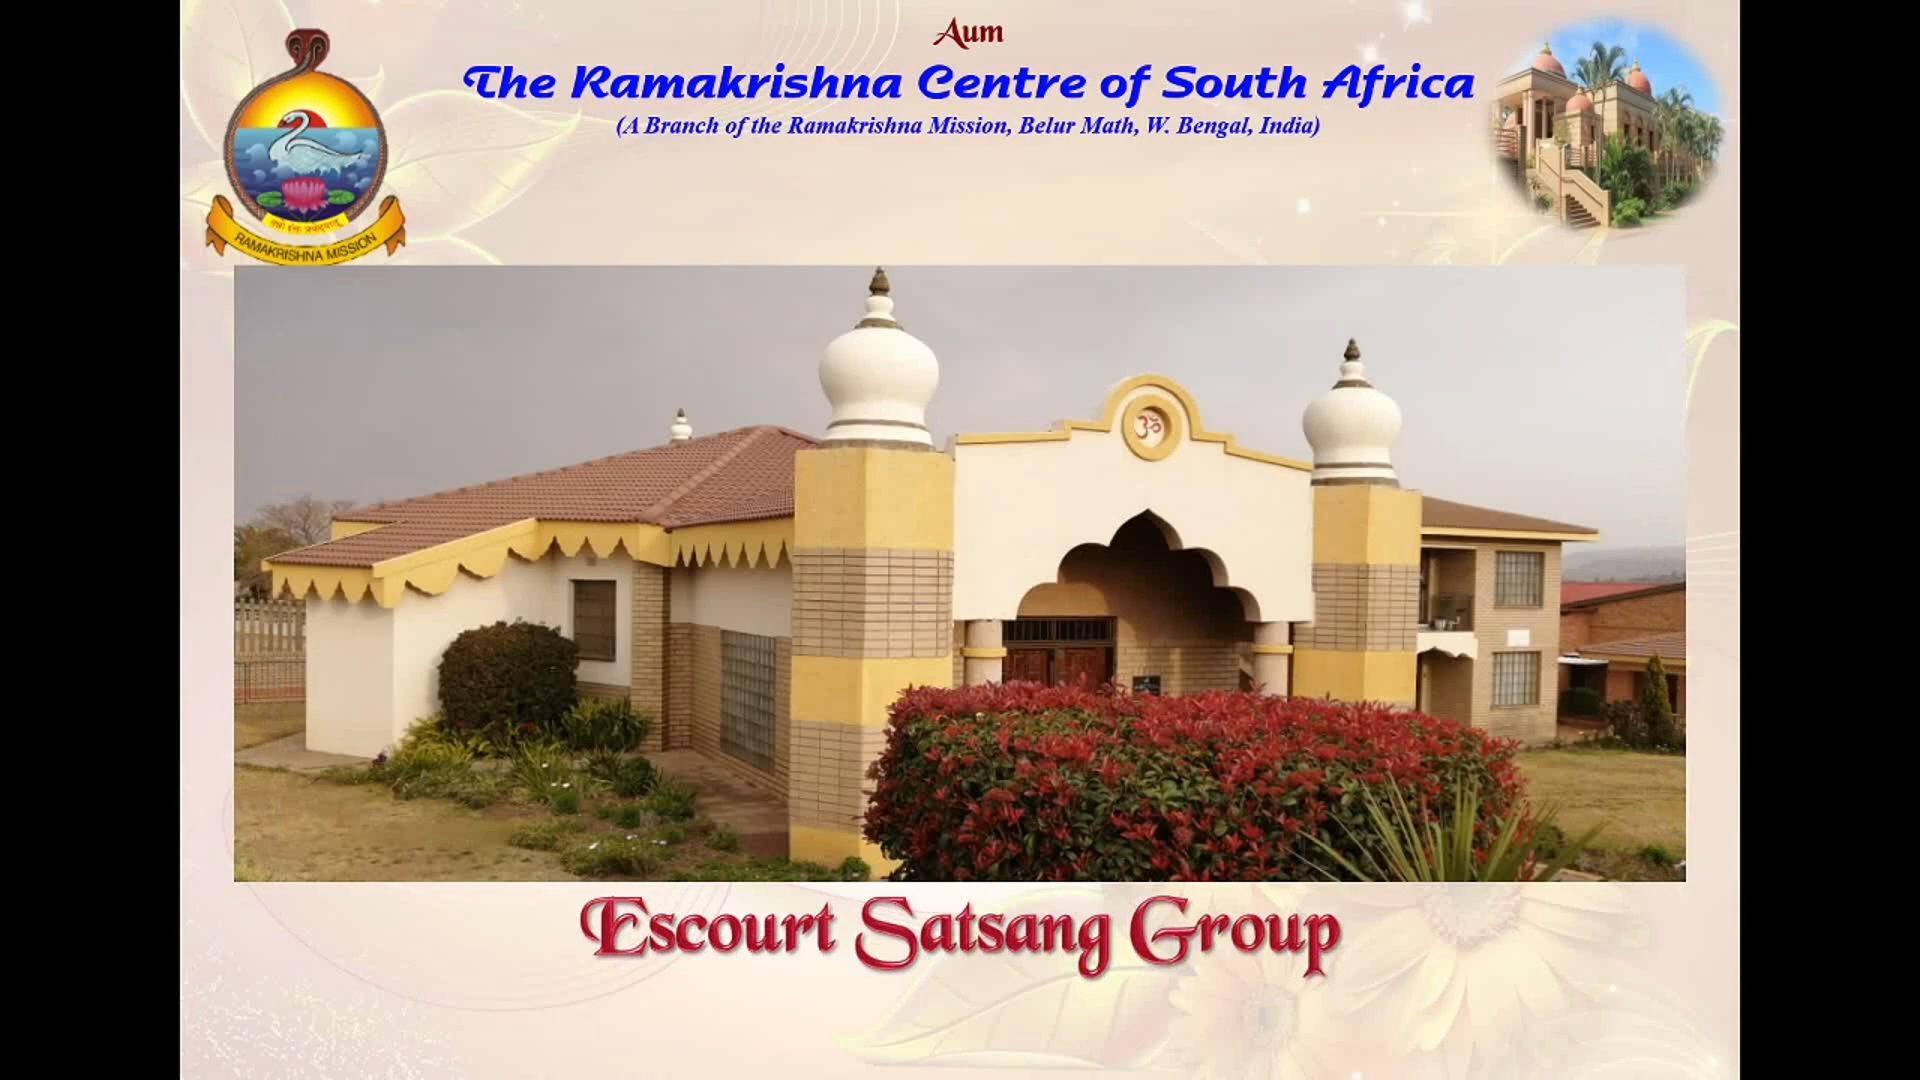 Aum
The Ramakrishna Centre of South Africa
(A Branch of the Ramakrishna Mission, Belur Math, W. Bengal, India)
RAMAKRISHNA MISSION
ॐ
Escourt Satsang Group